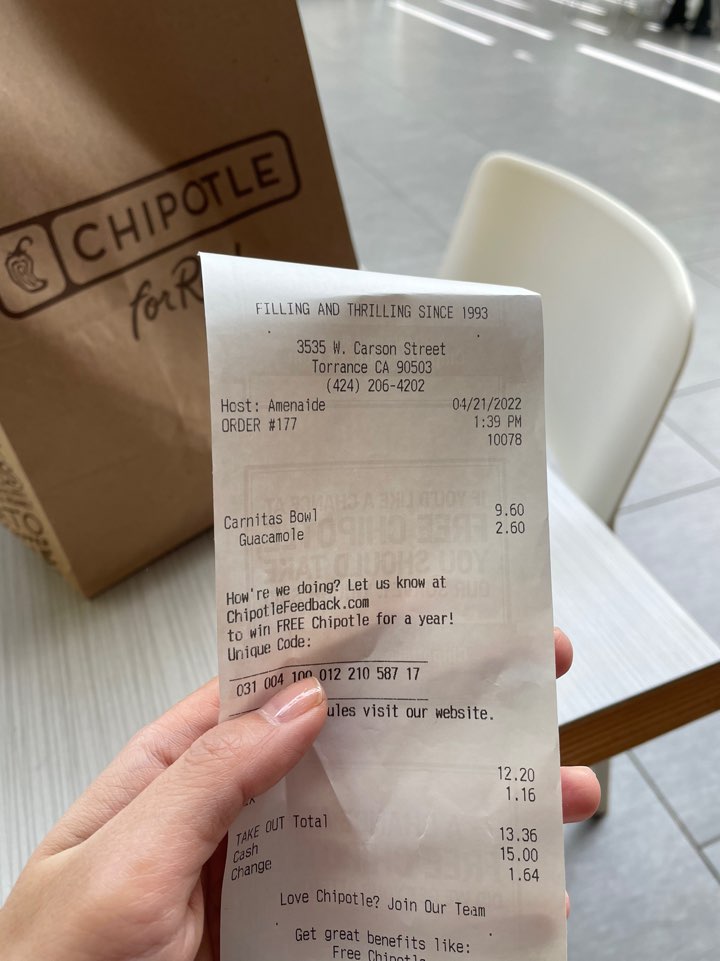 CHIPOTLE
for
FILLING AND THRILLING SINCE 1993
3535 W. Carson Street
Torrance CA 90503
(424) 206-4202
Host: Amenaide 04/21/2022
ORDER #177 1:39 PM
10078
Carnitas Bowl 9.60
Guacamole 2.60
How're we doing? Let us know at
ChipotleFeedback.com
to win FREE Chipotle for a year!
Unique Code:
031 004 100 012 210 587 17
visit our website.
12.20
1.16
TAKE OUT Total 13.36
Cash 15.00
Change 1.64
Love Chipotle? Join Our Team
Get great benefits like:
Free